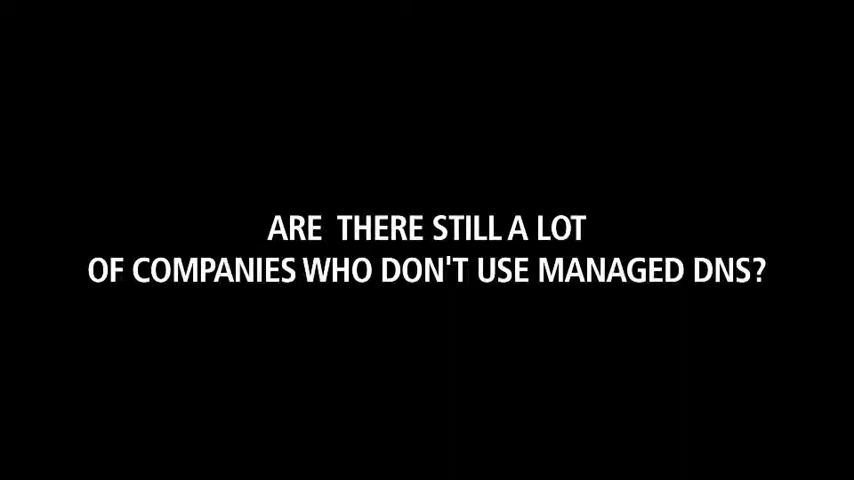 ARE  THERE STILL A LOT
OF COMPANIES WHO DON'T USE MANAGED DNS?